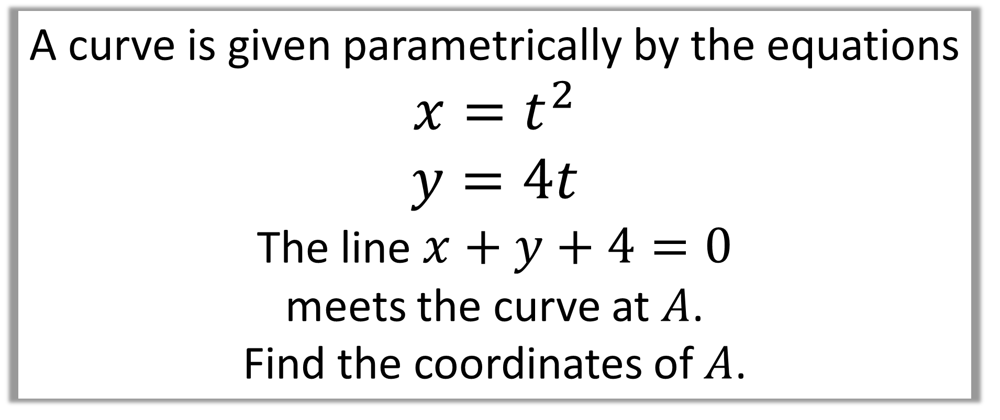 A curve is given parametrically by the equations
x = t²
y = 4t
The line x + y + 4 = 0
meets the curve at A.
Find the coordinates of A.